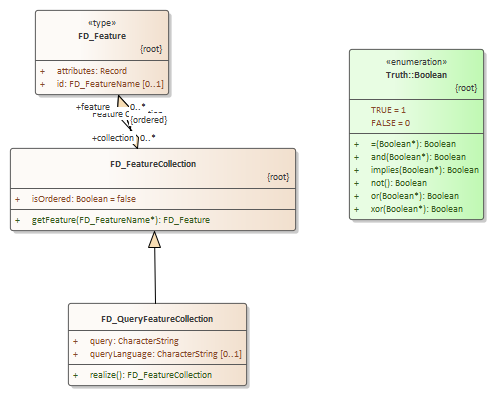 «type»
FD_Feature
{root}
+ attributes: Record
+ id: FD_FeatureName [0..1]
+feature 0..*
Feature
{ordered}
+collection 0..*
FD_FeatureCollection
{root}
+ isOrdered: Boolean = false
+ getFeature(FD_FeatureName*): FD_Feature
FD_QueryFeatureCollection
+ query: CharacterString
+ queryLanguage: CharacterString [0..1]
+ realize(): FD_FeatureCollection
«enumeration»
Truth::Boolean
{root}
TRUE = 1
FALSE = 0
+ =(Boolean*): Boolean
+ and(Boolean*): Boolean
+ implies(Boolean*): Boolean
+ not(): Boolean
+ or(Boolean*): Boolean
+ xor(Boolean*): Boolean